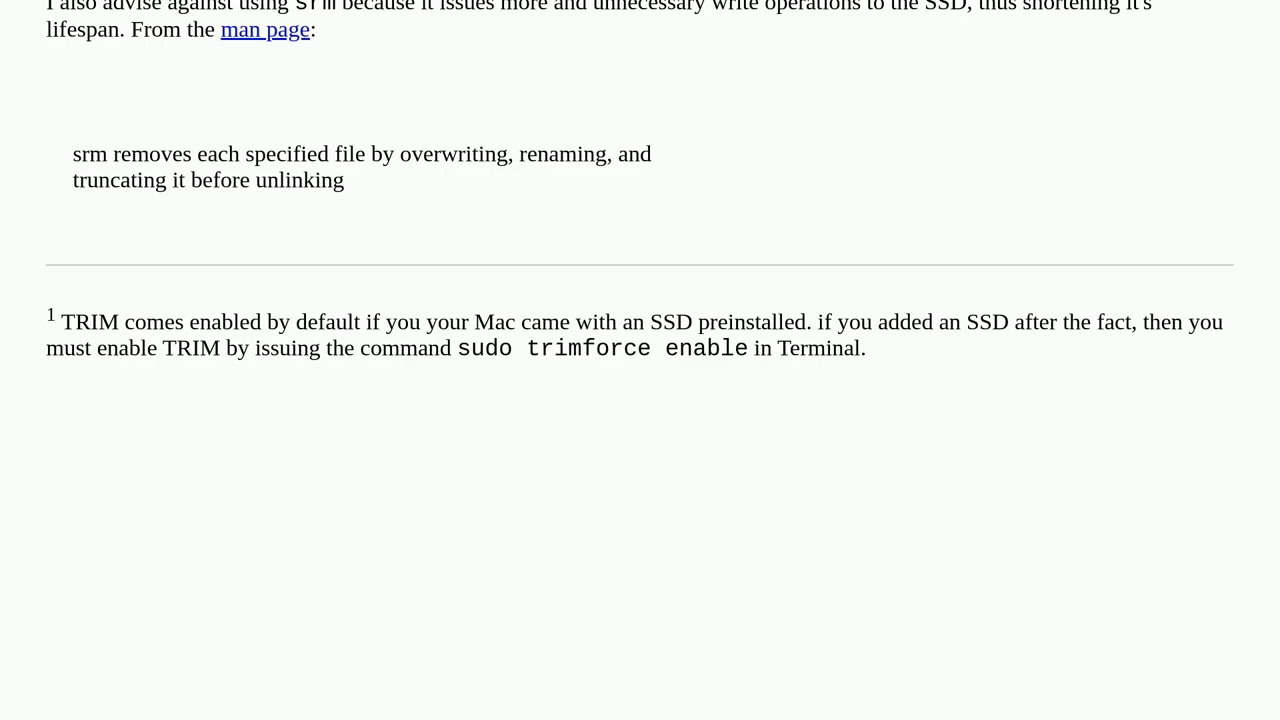 I also advise against using srm because it issues more and unnecessary write operations to the SSD, thus shortening it's
lifespan. From the man page:
srm removes each specified file by overwriting, renaming, and
truncating it before unlinking
1 TRIM comes enabled by default if you your Mac came with an SSD preinstalled. if you added an SSD after the fact, then you
must enable TRIM by issuing the command sudo trimforce enable in Terminal.